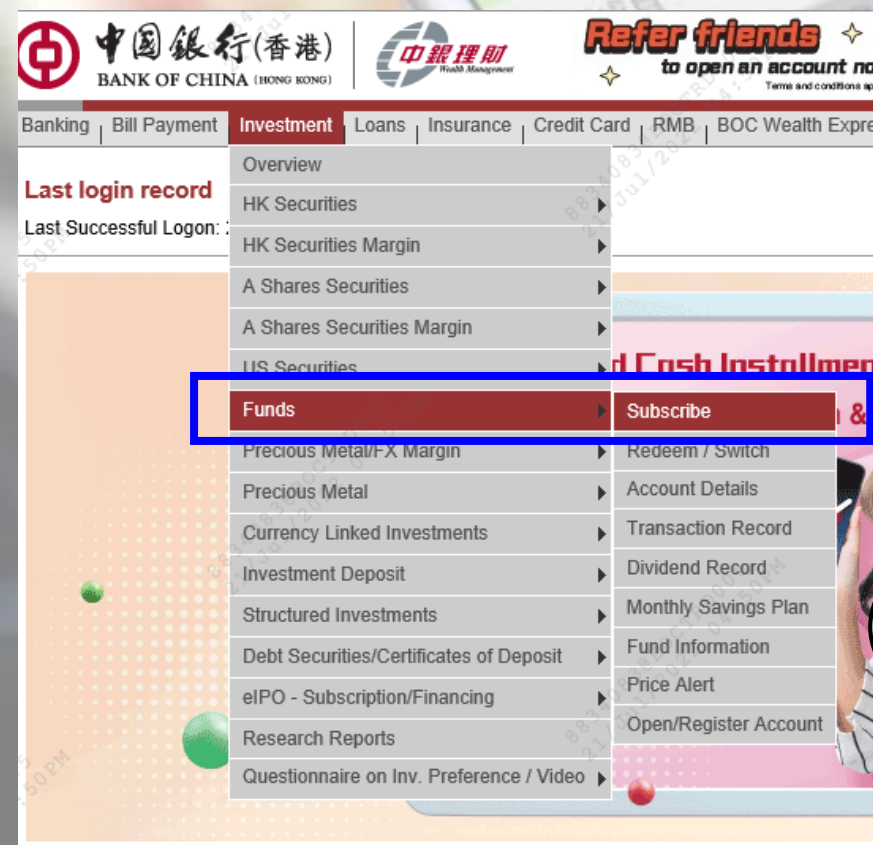 中國銀行(香港)
BANK OF CHINA (HONG KONG)
中銀理財
Wealth Management
Refer friends
to open an account no
Terms and conditions ap
Banking Bill Payment Investment Loans Insurance Credit Card RMB BOC Wealth Expre
Last login record
Last Successful Logon:
Overview
HK Securities
HK Securities Margin
A Shares Securities
A Shares Securities Margin
US Securities
d Cash Installmen
Funds
Subscribe
&
Precious Metal/FX Margin
Redeem / Switch
Precious Metal
Account Details
Currency Linked Investments
Transaction Record
Investment Deposit
Dividend Record
Structured Investments
Monthly Savings Plan
Debt Securities/Certificates of Deposit
Fund Information
eIPO - Subscription/Financing
Price Alert
Research Reports
Open/Register Account
Questionnaire on Inv. Preference / Video